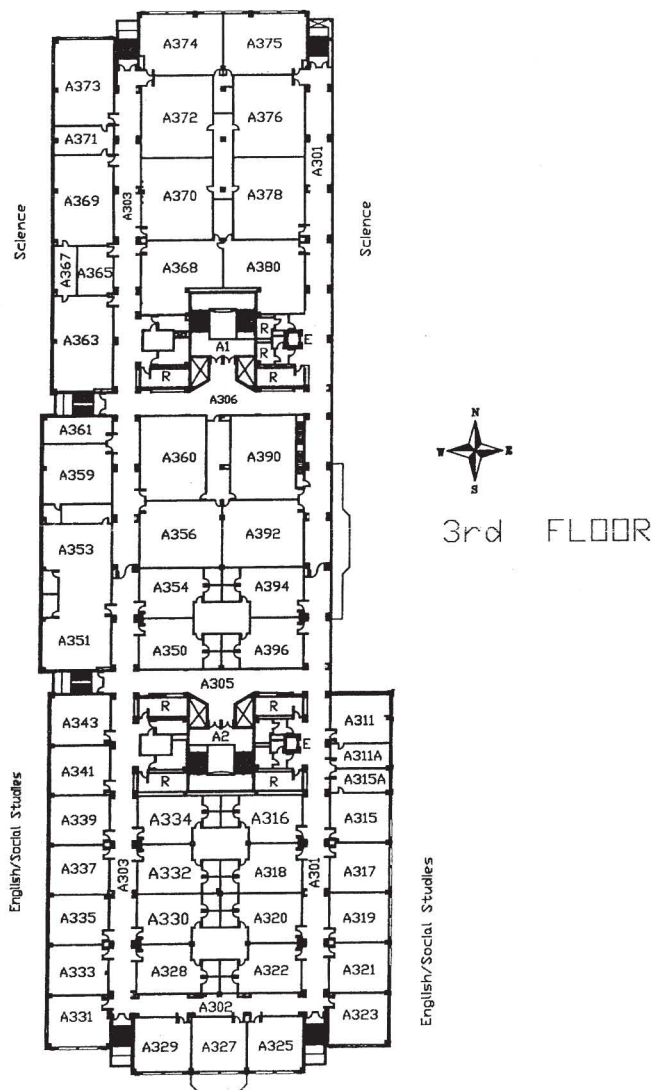 A374 A375
A373
A372 A376
A371
A301
A369
A303
A370 A378
Science
Science
A367
A365
A368 A380
A363
R
E
A1
R
R
R
A306
A361
A360 A390
A359
N
W E
S
3rd FLOOR
A356 A392
A353
A354 A394
A351
A350 A396
A305
A343
R
R
A311
A2
E
A311A
A341
R
R
A315A
A339
A334 A316
A315
English/Social Studies
A337
A303
A332 A318
A301
A317
English/Social Studies
A335
A330 A320
A319
A333
A328 A322
A321
A302
A331
A323
A329 A327 A325